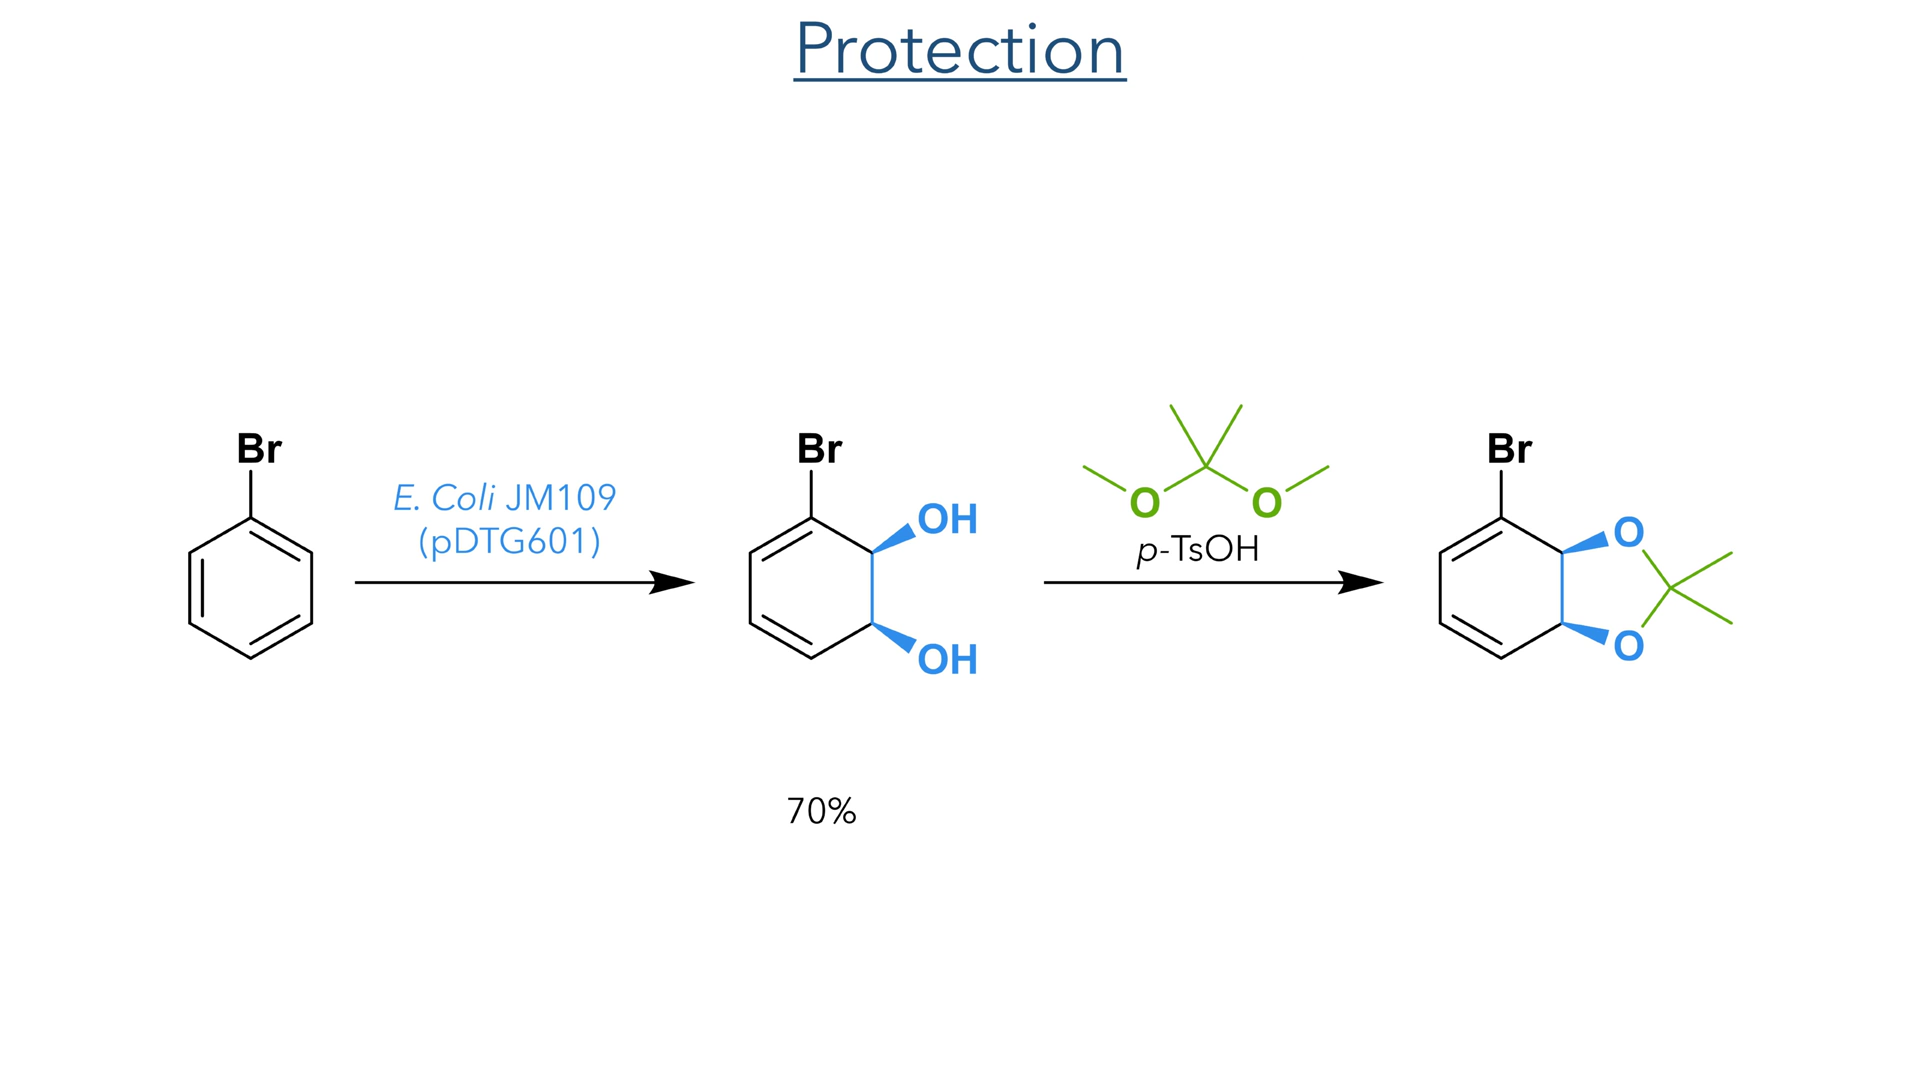 Protection
Br
E. Coli JM109
(pDTG601)
Br
OH
OH
O O
p-TsOH
Br
O
O
70%